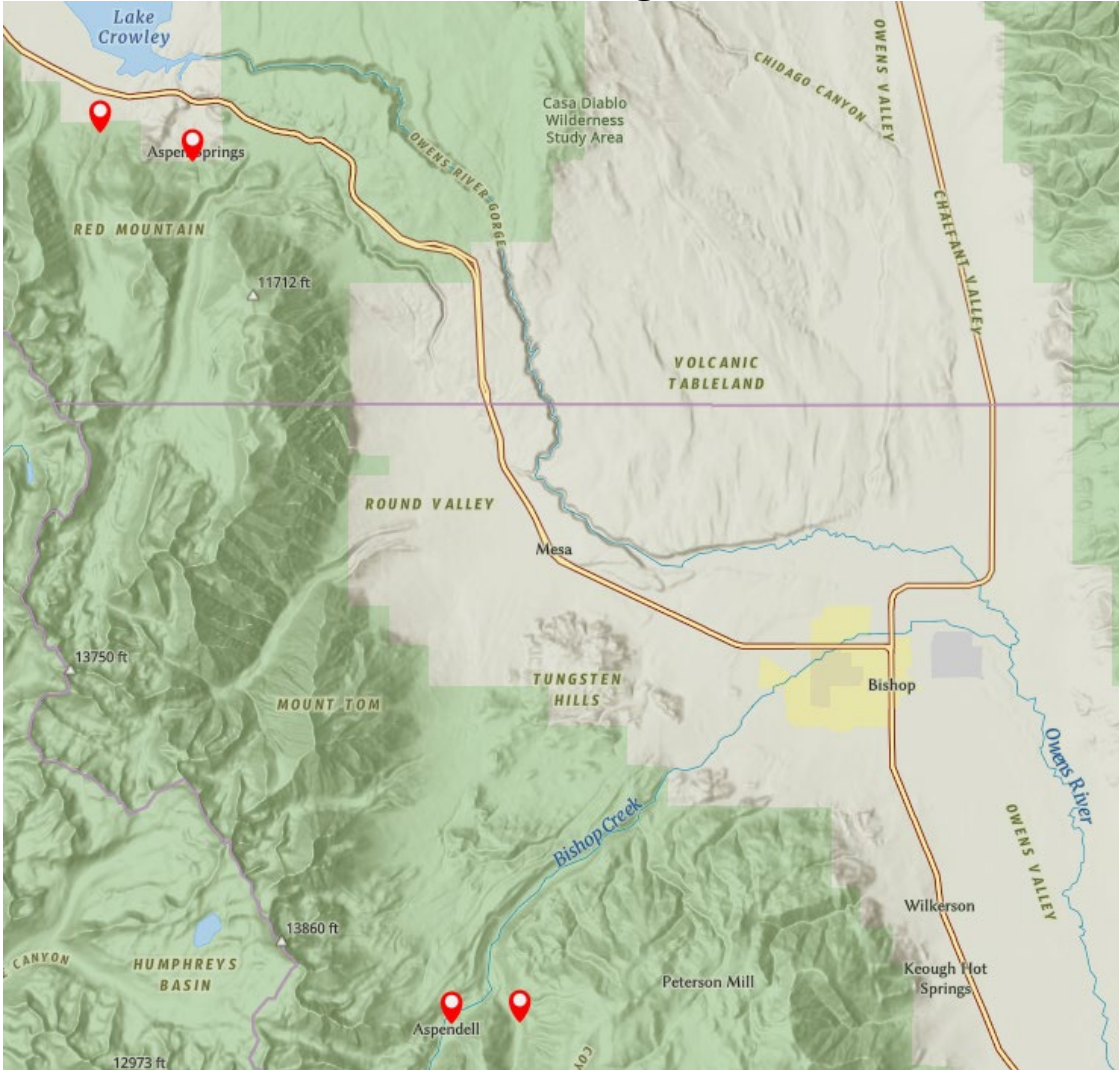 Lake
Crowley
CHIDAGO CANYON
OWENS VALLEY
Casa Diablo
Wilderness
Study Area
Aspen Springs
OWENS RIVER GORGE
CHALFANT VALLEY
RED MOUNTAIN
11712 ft
VOLCANIC
TABLELAND
ROUND VALLEY
Mesa
13750 ft
TUNGSTEN
HILLS
MOUNT TOM
Bishop
Owens River
Bishop Creek
OWENS VALLEY
Wilkerson
13860 ft
E CANYON
HUMPHREYS
BASIN
Peterson Mill
Keough Hot
Springs
Aspendell
COY
12973 ft